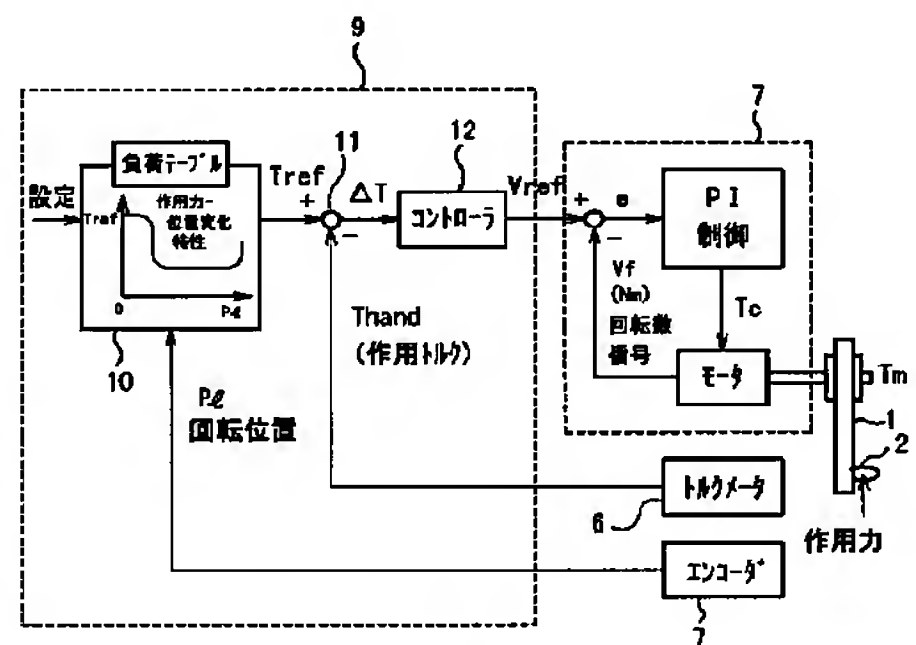 9
7
負荷テーブル
設定
Tref
作用力-
位置変化
特性
0
Pℓ
10
Tref
+
11
-
ΔT
12
コントローラ
Vref
+
-
e
PI
制御
Vf
(Nm)
回転数
信号
Tc
モータ
Tm
1
2
作用力
Thand
(作用トルク)
Pℓ
回転位置
トルクメータ
6
エンコーダ
7